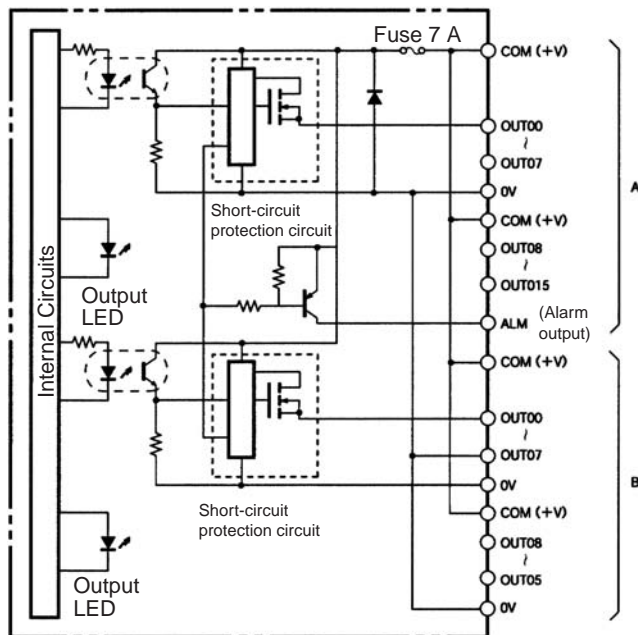 Fuse 7 A
COM (+V)
OUT00
~
OUT07
0V
A
Short-circuit
protection circuit
COM (+V)
OUT08
~
OUT015
Internal Circuits
Output
LED
ALM
(Alarm
output)
COM (+V)
OUT00
~
OUT07
B
0V
Short-circuit
protection circuit
COM (+V)
OUT08
~
OUT05
Output
LED
0V